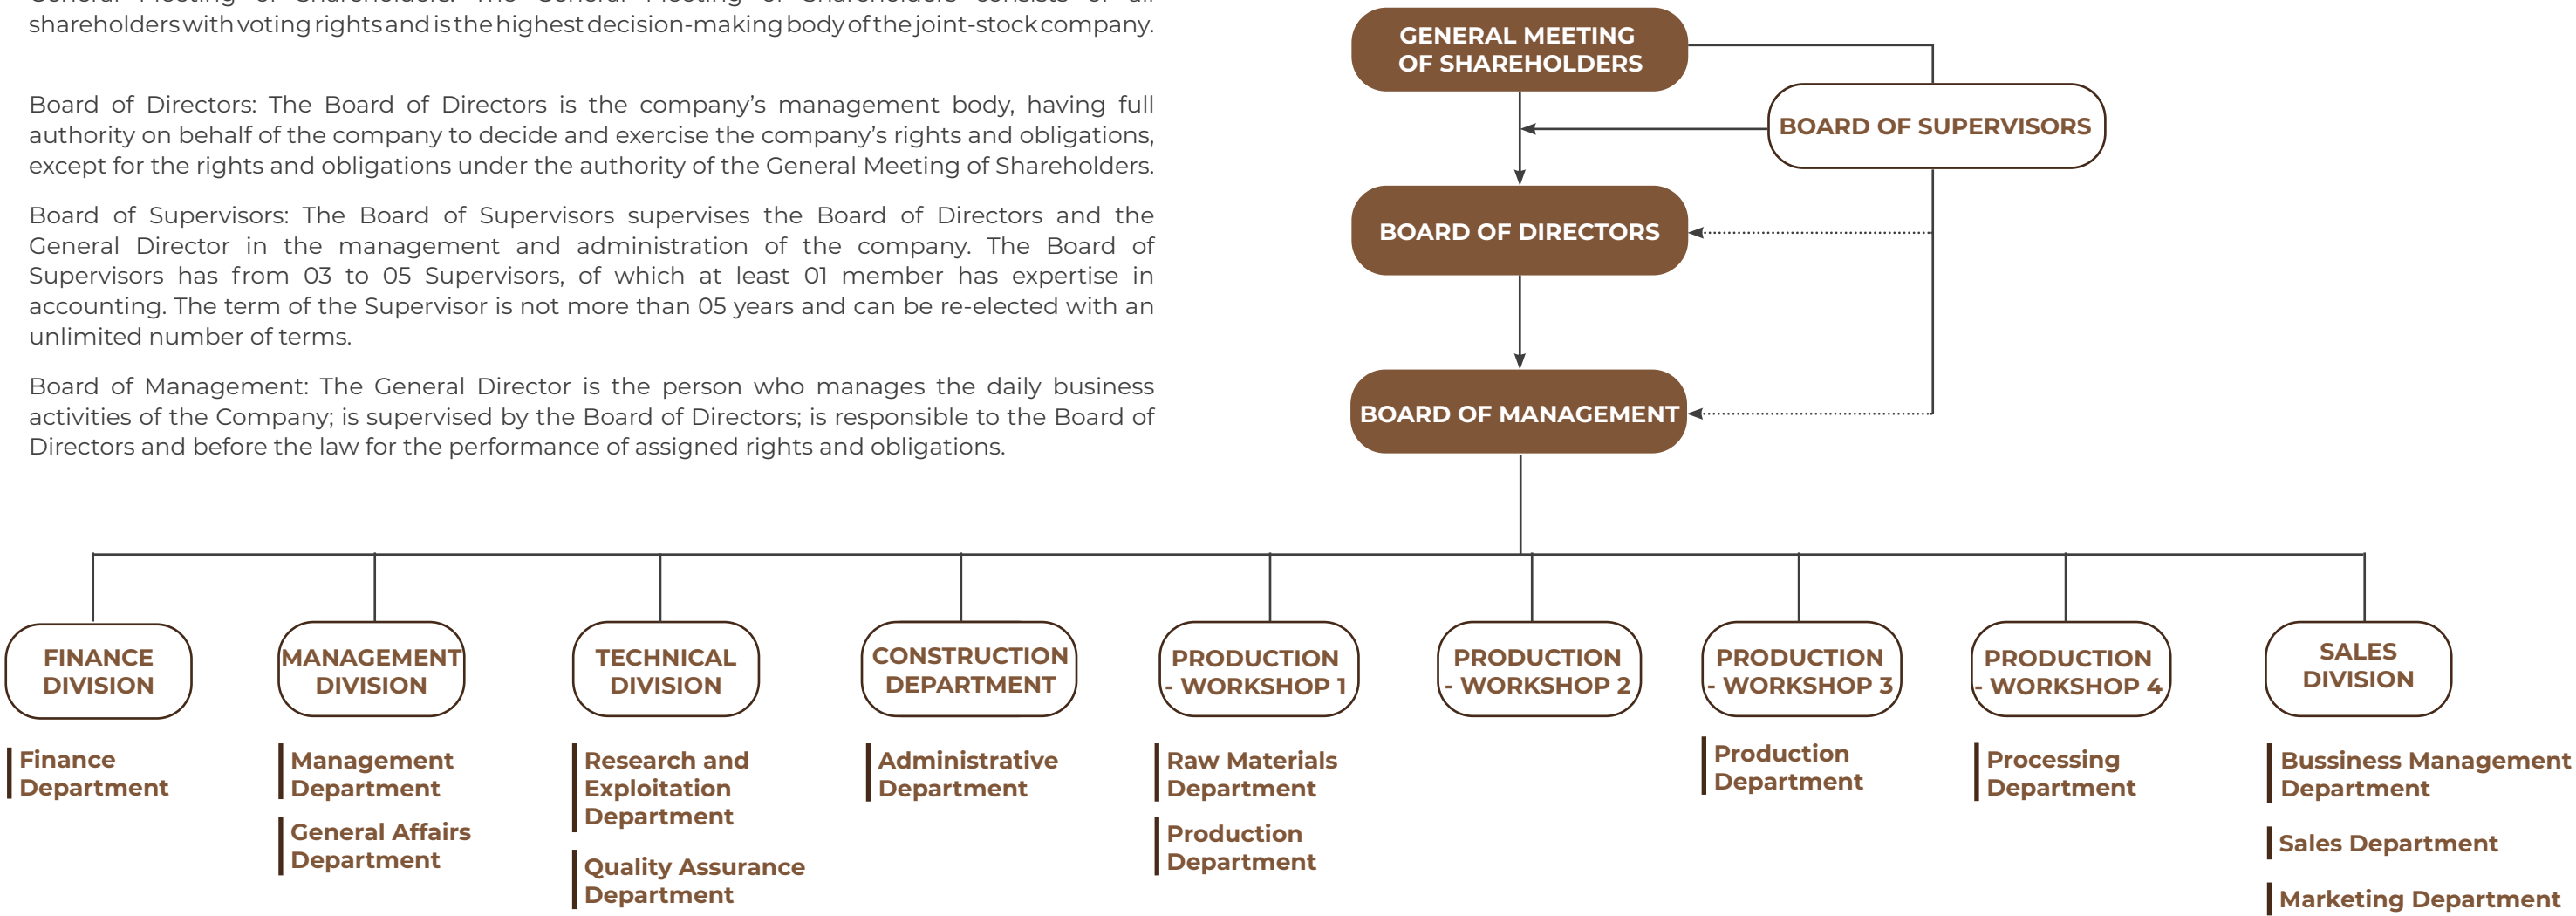 General Meeting of Shareholders: The General Meeting of Shareholders consists of all
shareholders with voting rights and is the highest decision-making body of the joint-stock company.
Board of Directors: The Board of Directors is the company’s management body, having full
authority on behalf of the company to decide and exercise the company’s rights and obligations,
except for the rights and obligations under the authority of the General Meeting of Shareholders.
Board of Supervisors: The Board of Supervisors supervises the Board of Directors and the
General Director in the management and administration of the company. The Board of
Supervisors has from 03 to 05 Supervisors, of which at least 01 member has expertise in
accounting. The term of the Supervisor is not more than 05 years and can be re-elected with an
unlimited number of terms.
Board of Management: The General Director is the person who manages the daily business
activities of the Company; is supervised by the Board of Directors; is responsible to the Board of
Directors and before the law for the performance of assigned rights and obligations.
GENERAL MEETING
OF SHAREHOLDERS
BOARD OF SUPERVISORS
BOARD OF DIRECTORS
BOARD OF MANAGEMENT
FINANCE
DIVISION
Finance
Department
MANAGEMENT
DIVISION
Management
Department
General Affairs
Department
TECHNICAL
DIVISION
Research and
Exploitation
Department
Quality Assurance
Department
CONSTRUCTION
DEPARTMENT
Administrative
Department
PRODUCTION
- WORKSHOP 1
Raw Materials
Department
Production
Department
PRODUCTION
- WORKSHOP 2
PRODUCTION
- WORKSHOP 3
Production
Department
PRODUCTION
- WORKSHOP 4
Processing
Department
SALES
DIVISION
Bussiness Management
Department
Sales Department
Marketing Department